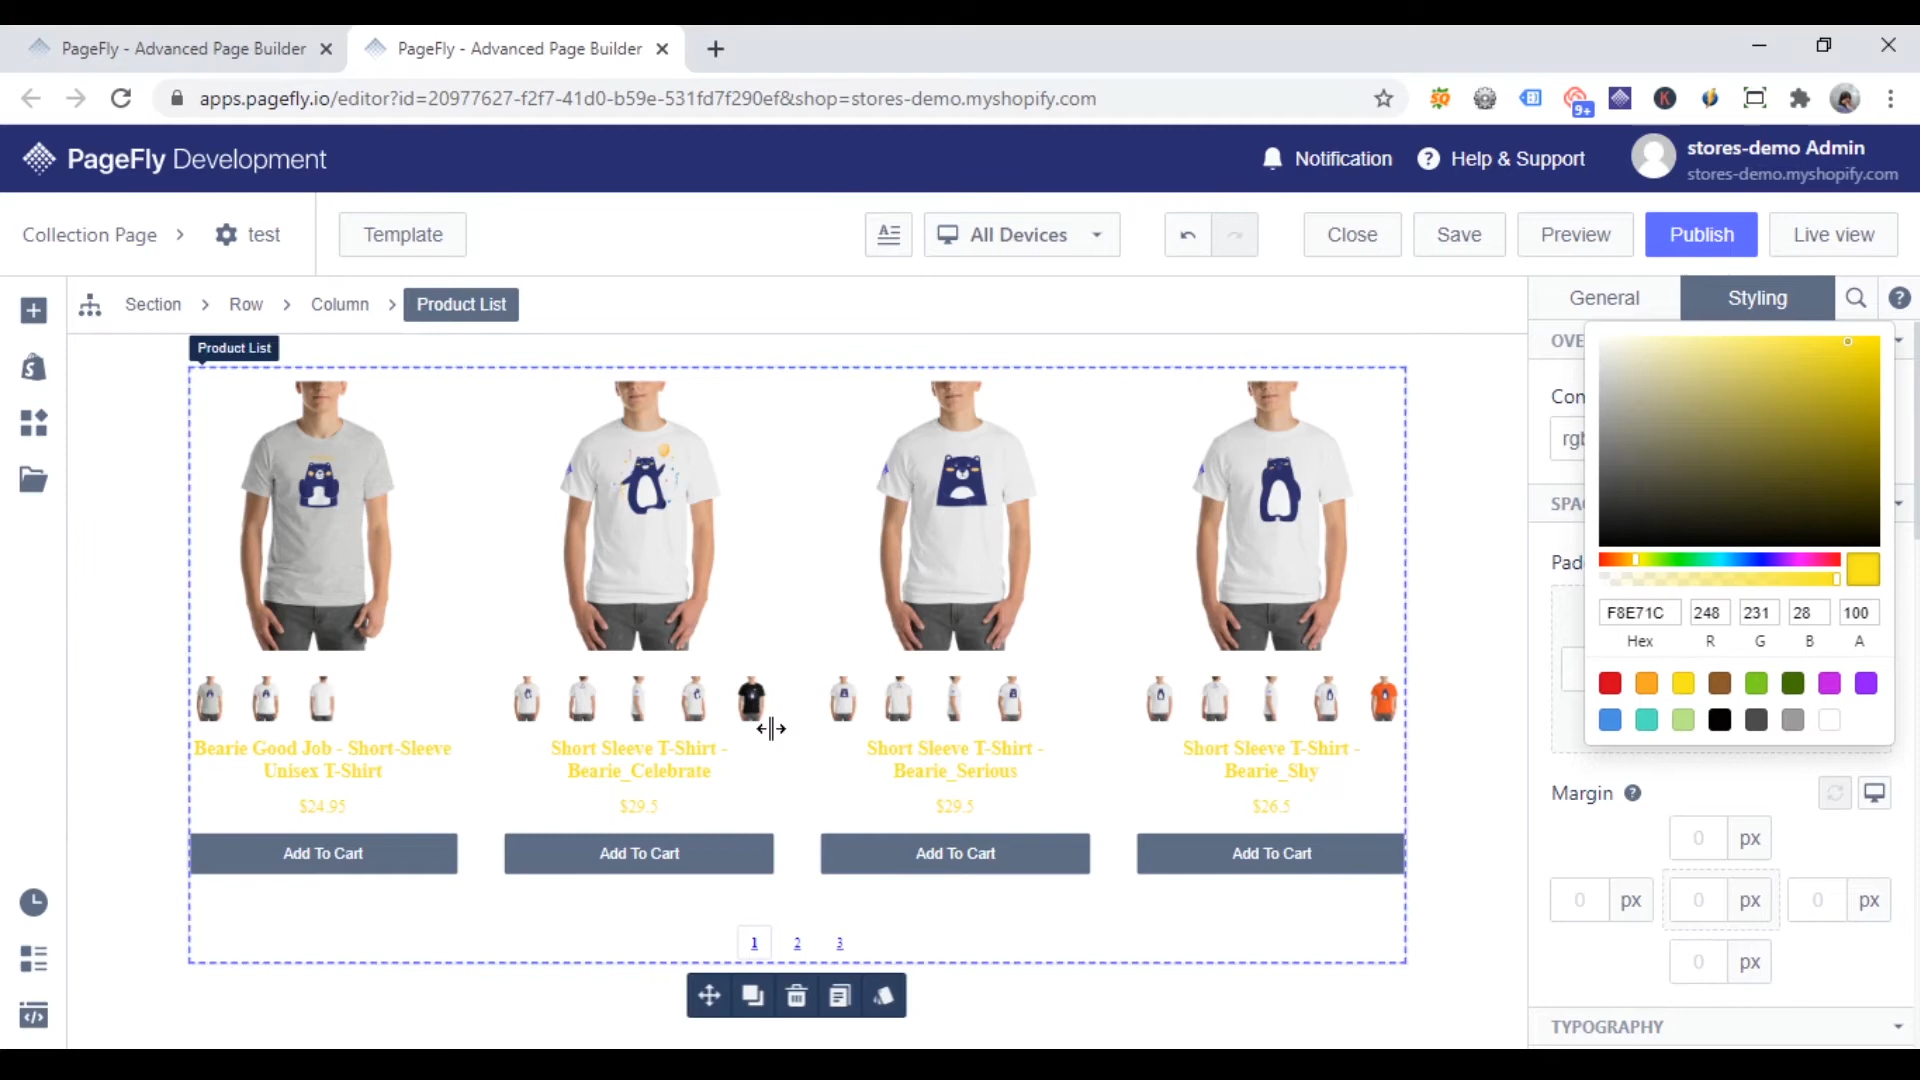 PageFly - Advanced Page Builder
PageFly - Advanced Page Builder
apps.pagefly.io/editor?id=20977627-f2f7-41d0-b59e-531fd7f290ef&shop=stores-demo.myshopify.com
SQ
9+
K
PageFly Development
Notification
? Help & Support
stores-demo Admin
stores-demo.myshopify.com
Collection Page > test
Template
All Devices
Close
Save
Preview
Publish
Live view
Section > Row > Column > Product List
General
Styling
?
Product List
OVE
Con
rgb
SPAC
Padd
F8E71C
248
231
28
100
Hex
R
G
B
A
Bearie Good Job - Short-Sleeve
Unisex T-Shirt
$24.95
Add To Cart
Short Sleeve T-Shirt -
Bearie_Celebrate
$29.5
Add To Cart
Short Sleeve T-Shirt -
Bearie_Serious
$29.5
Add To Cart
Short Sleeve T-Shirt -
Bearie_Shy
$26.5
Add To Cart
1
2
3
Margin ?
0 px
0 px
0 px
0 px
0 px
TYPOGRAPHY